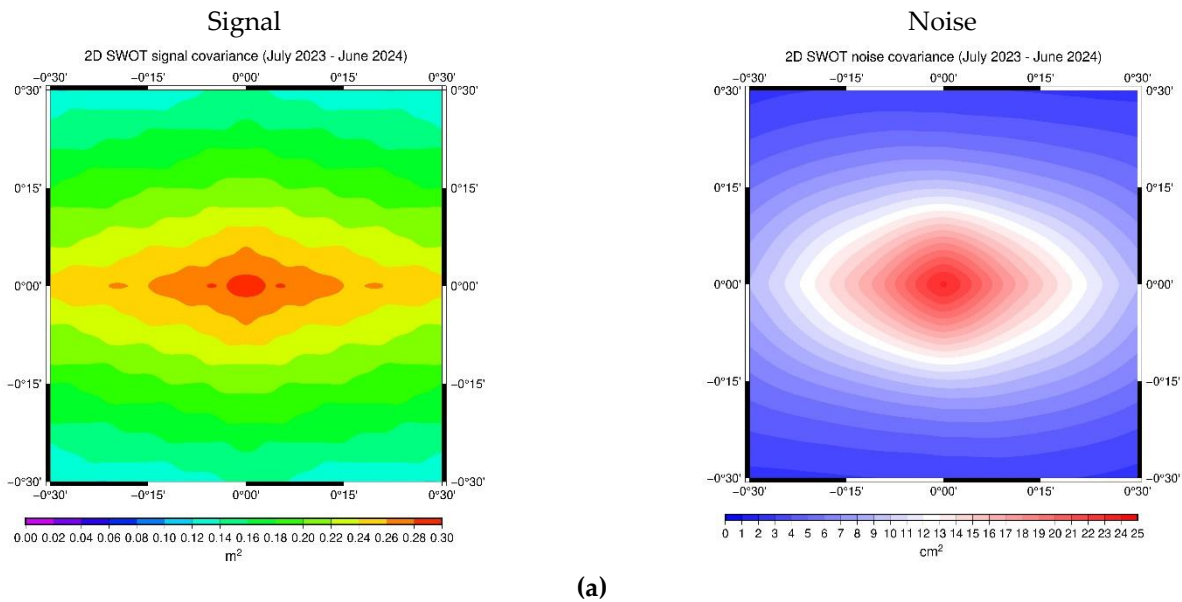 Signal
Noise
2D SWOT signal covariance (July 2023 - June 2024)
2D SWOT noise covariance (July 2023 - June 2024)
−0°30' −0°15' 0°00' 0°15' 0°30'
−0°30' −0°15' 0°00' 0°15' 0°30'
0°30' 0°30'
0°30' 0°30'
0°15' 0°15'
0°15' 0°15'
0°00' 0°00'
0°00' 0°00'
−0°15' −0°15'
−0°15' −0°15'
−0°30' −0°30'
−0°30' −0°30'
−0°30' −0°15' 0°00' 0°15' 0°30'
−0°30' −0°15' 0°00' 0°15' 0°30'
0.00 0.02 0.04 0.06 0.08 0.10 0.12 0.14 0.16 0.18 0.20 0.22 0.24 0.26 0.28 0.30
m²
0 1 2 3 4 5 6 7 8 9 10 11 12 13 14 15 16 17 18 19 20 21 22 23 24 25
cm²
(a)